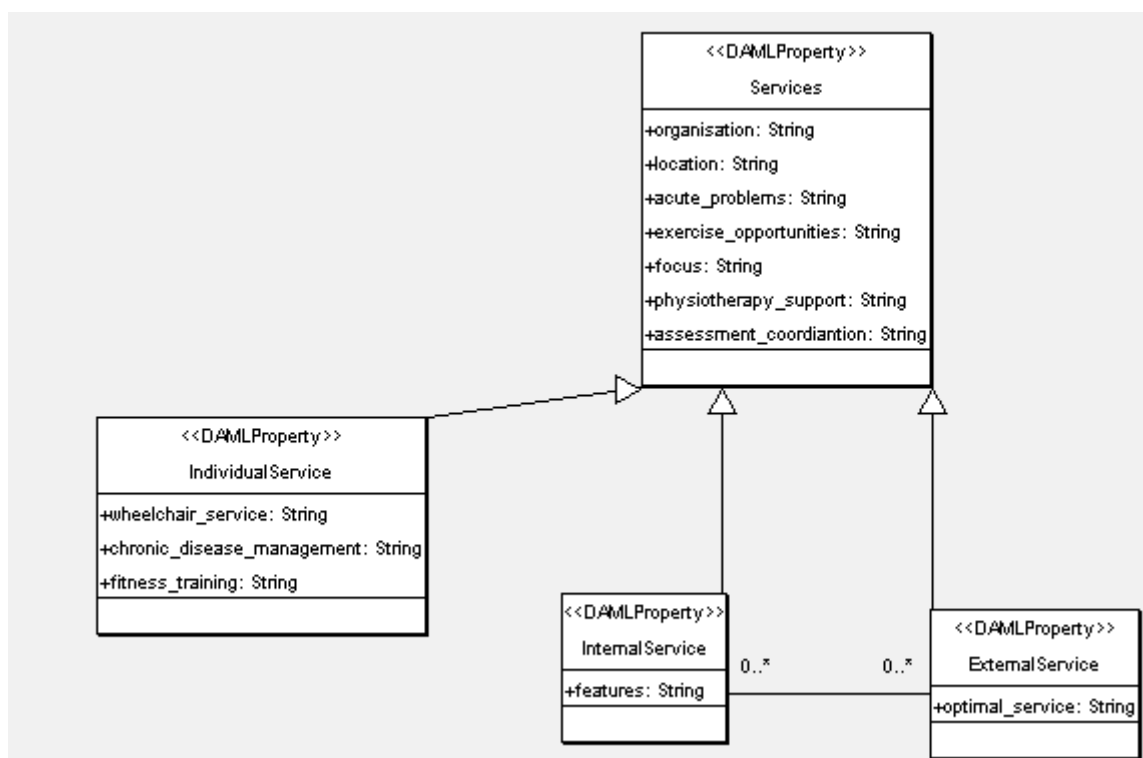 <<DAMLProperty>>
Services
+organisation: String
+location: String
+acute_problems: String
+exercise_opportunities: String
+focus: String
+physiotherapy_support: String
+assessment_coordiantion: String
<<DAMLProperty>>
IndividualService
+wheelchair_service: String
+chronic_disease_management: String
+fitness_training: String
<<DAMLProperty>>
InternalService
+features: String
0..*
0..*
<<DAMLProperty>>
ExternalService
+optimal_service: String